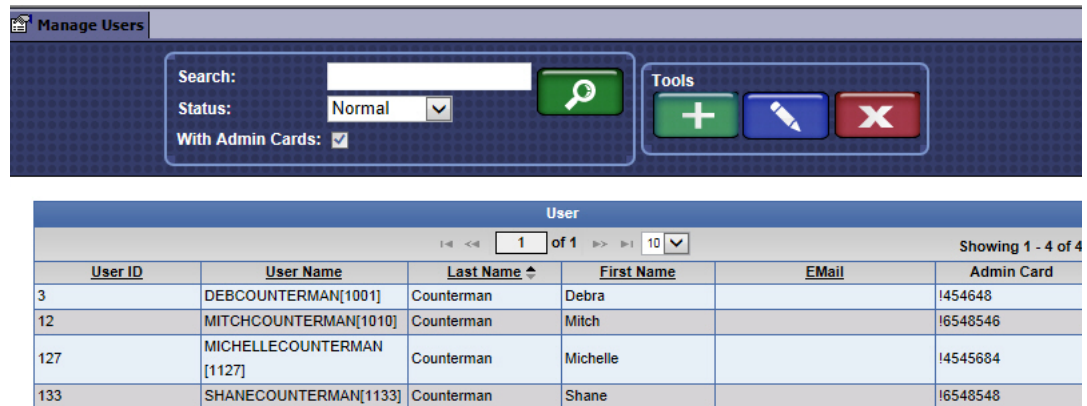 Manage Users
Search:
Tools
Status: Normal
With Admin Cards:
User
1 of 1 10 Showing 1 - 4 of 4
User ID User Name Last Name First Name EMail Admin Card
3 DEBCOUNTERMAN[1001] Counterman Debra !454648
12 MITCHCOUNTERMAN[1010] Counterman Mitch !6548546
127 MICHELLECOUNTERMAN Counterman Michelle !4545684
[1127]
133 SHANECOUNTERMAN[1133] Counterman Shane !6548548